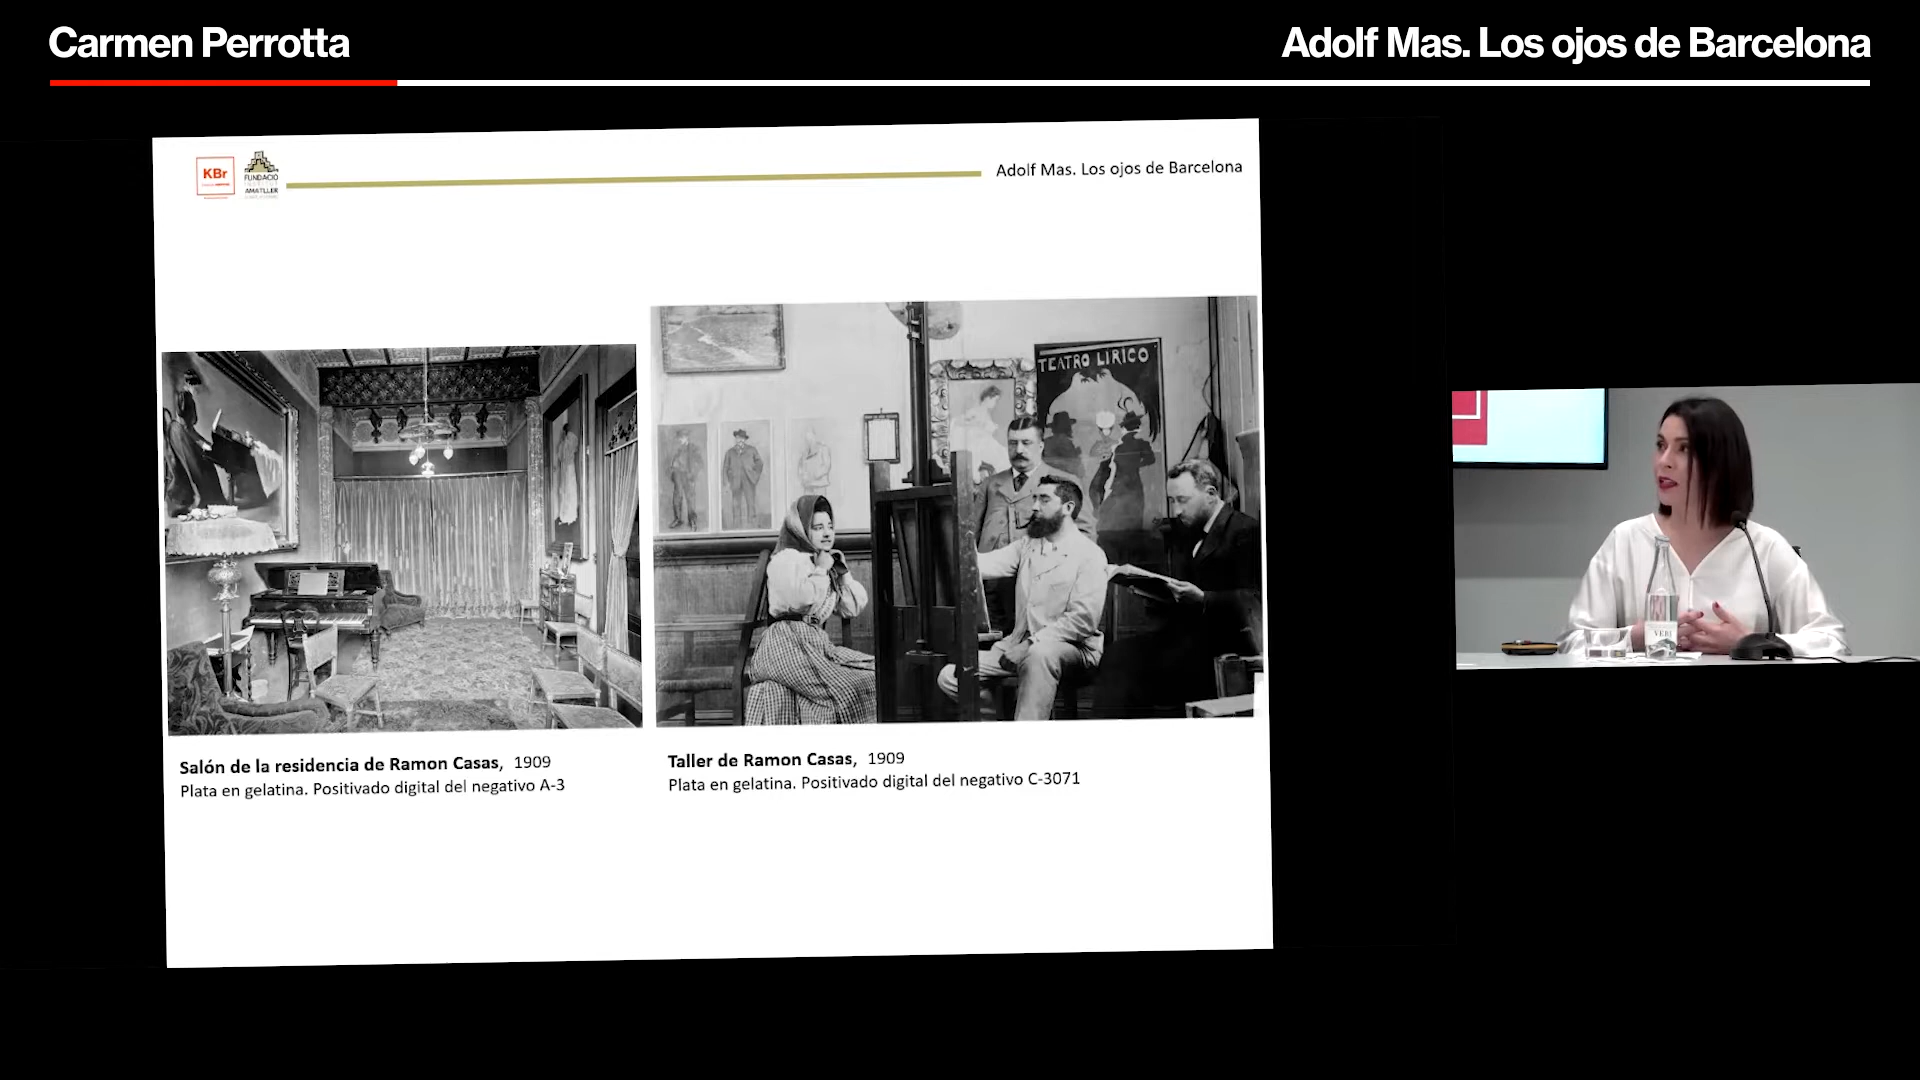 Carmen Perrotta
Adolf Mas. Los ojos de Barcelona
KBr
FUNDACIÓ
INSTITUT
AMATLLER
Adolf Mas. Los ojos de Barcelona
TEATRO LIRICO
Salón de la residencia de Ramon Casas, 1909
Plata en gelatina. Positivado digital del negativo A-3
Taller de Ramon Casas, 1909
Plata en gelatina. Positivado digital del negativo C-3071
VERI